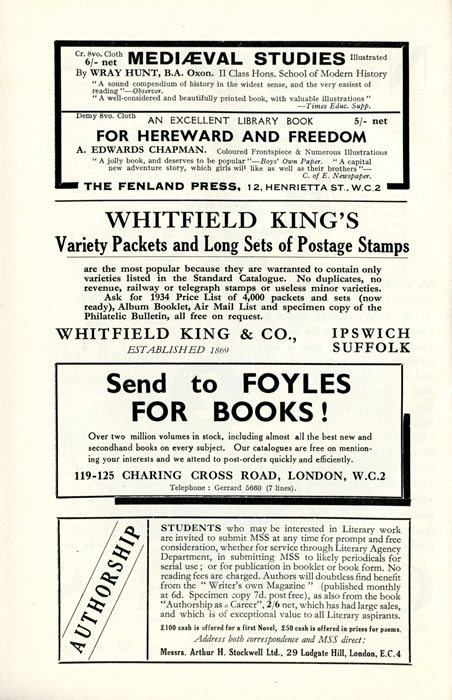 Cr. 8vo. Cloth
6/- net MEDIÆVAL STUDIES Illustrated
By WRAY HUNT, B.A. Oxon. II Class Hons. School of Modern History
"A sound compendium of history in the widest sense, and the very easiest of
reading"—Observer.
"A well-considered and beautifully printed book, with valuable illustrations"
—Times Educ. Supp.
Demy 8vo. Cloth AN EXCELLENT LIBRARY BOOK 5/- net
FOR HEREWARD AND FREEDOM
A. EDWARDS CHAPMAN. Coloured Frontspiece & Numerous Illustrations
"A jolly book, and deserves to be popular"—Boys' Own Paper. "A capital
new adventure story, which girls will like as well as their brothers"—
C. of E. Newspaper.
THE FENLAND PRESS, 12, HENRIETTA ST., W.C.2
WHITFIELD KING'S
Variety Packets and Long Sets of Postage Stamps
are the most popular because they are warranted to contain only
varieties listed in the Standard Catalogue. No duplicates, no
revenue, railway or telegraph stamps or useless minor varieties.
Ask for 1934 Price List of 4,000 packets and sets (now
ready), Album Booklet, Air Mail List and specimen copy of the
Philatelic Bulletin, all free on request.
WHITFIELD KING & CO., IPSWICH
ESTABLISHED 1869 SUFFOLK
Send to FOYLES
FOR BOOKS!
Over two million volumes in stock, including almost all the best new and
secondhand books on every subject. Our catalogues are free on mention-
ing your interests and we attend to post-orders quickly and efficiently.
119-125 CHARING CROSS ROAD, LONDON, W.C.2
Telephone : Gerrard 5660 (7 lines).
AUTHORSHIP
STUDENTS who may be interested in Literary work
are invited to submit MSS at any time for prompt and free
consideration, whether for service through Literary Agency
Department, in submitting MSS to likely periodicals for
serial use ; or for publication in booklet or book form. No
reading fees are charged. Authors will doubtless find benefit
from the "Writer's own Magazine" (published monthly
at 6d. Specimen copy 7d. post free), as also from the book
"Authorship as a Career", 2/6 net, which has had large sales,
and which is of exceptional value to all Literary aspirants.
£100 cash is offered for a first Novel, £50 cash is offered in prizes for poems.
Address both correspondence and MSS direct:
Messrs. Arthur H. Stockwell Ltd., 29 Ludgate Hill, London, E.C.4